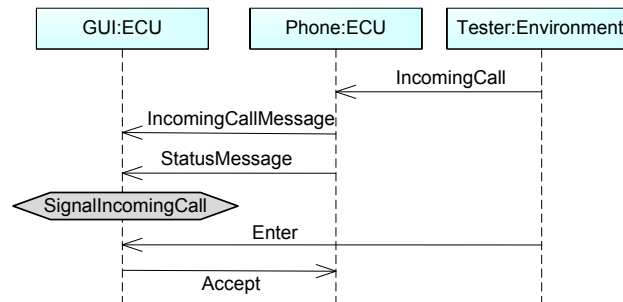 GUI:ECU
Phone:ECU
Tester:Environment
IncomingCall
IncomingCallMessage
StatusMessage
SignalIncomingCall
Enter
Accept